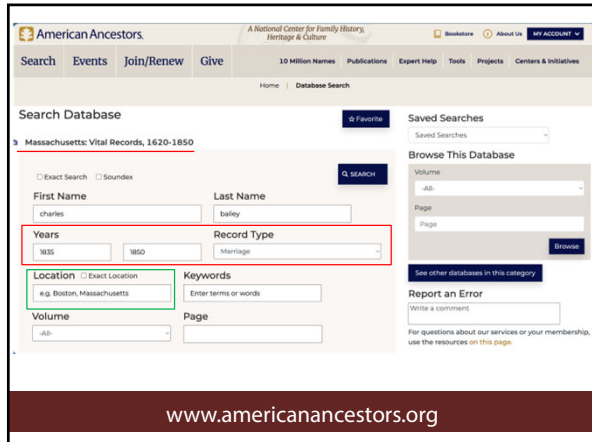 American Ancestors.
A National Center for Family History,
Heritage & Culture
Bookstore
About Us
MY ACCOUNT
Search Events Join/Renew Give
10 Million Names Publications Expert Help Tools Projects Centers & Initiatives
Home | Database Search
Search Database
Favorite
Massachusetts: Vital Records, 1620-1850
Exact Search Soundex
SEARCH
First Name Last Name
charles bailey
Years Record Type
1835 1850 Marriage
Location Exact Location Keywords
e.g. Boston, Massachusetts Enter terms or words
Volume Page
-All-
Saved Searches
Saved Searches
Browse This Database
Volume
-All-
Page
Page
Browse
See other databases in this category
Report an Error
Write a comment
For questions about our services or your membership,
use the resources on this page.
www.americanancestors.org